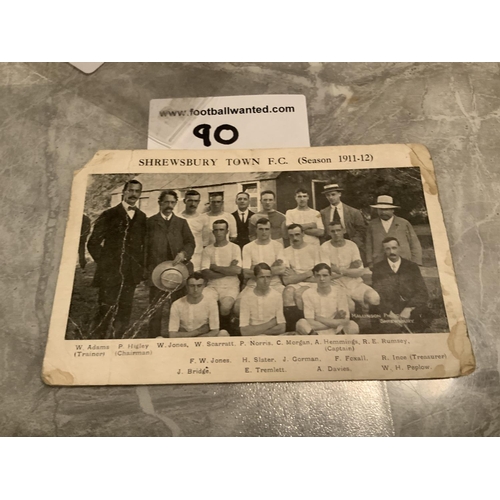 www.footballwanted.com
90
SHREWSBURY TOWN F.C. (Season 1911-12)
W. Adams P. Higley W. Jones, W. Scarratt, P. Norris, C. Morgan, A. Hemmings, R. E. Rumsey,
(Trainer) (Chairman) (Captain)
F. W. Jones. H. Slater. J. Gorman. F. Foxall. R. Ince (Treasurer)
J. Bridge. E. Tremlett. A. Davies. W. H. Peplow.